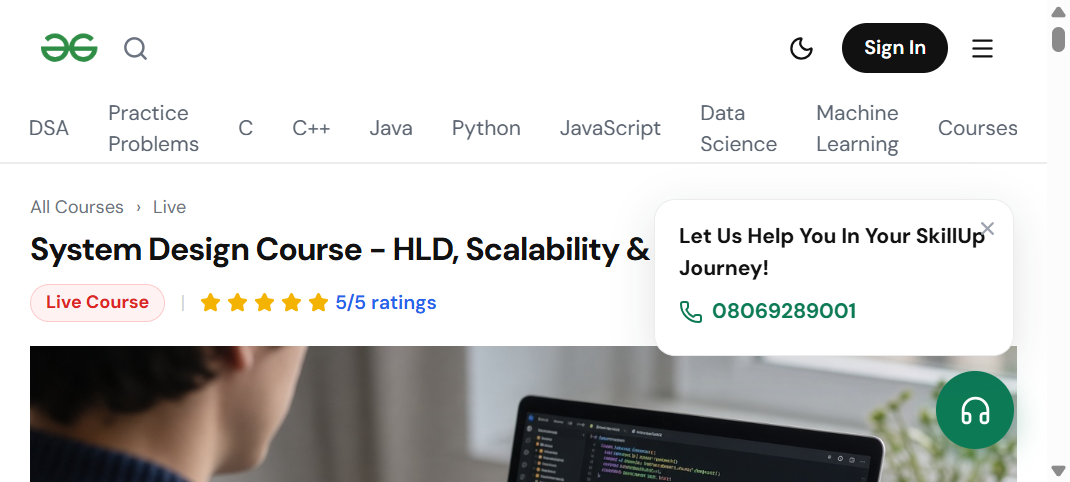 Sign In
DSA
Practice
Problems
C
C++
Java
Python
JavaScript
Data
Science
Machine
Learning
Courses
All Courses › Live
System Design Course - HLD, Scalability &
Live Course | 5/5 ratings
Let Us Help You In Your SkillUp
Journey!
08069289001